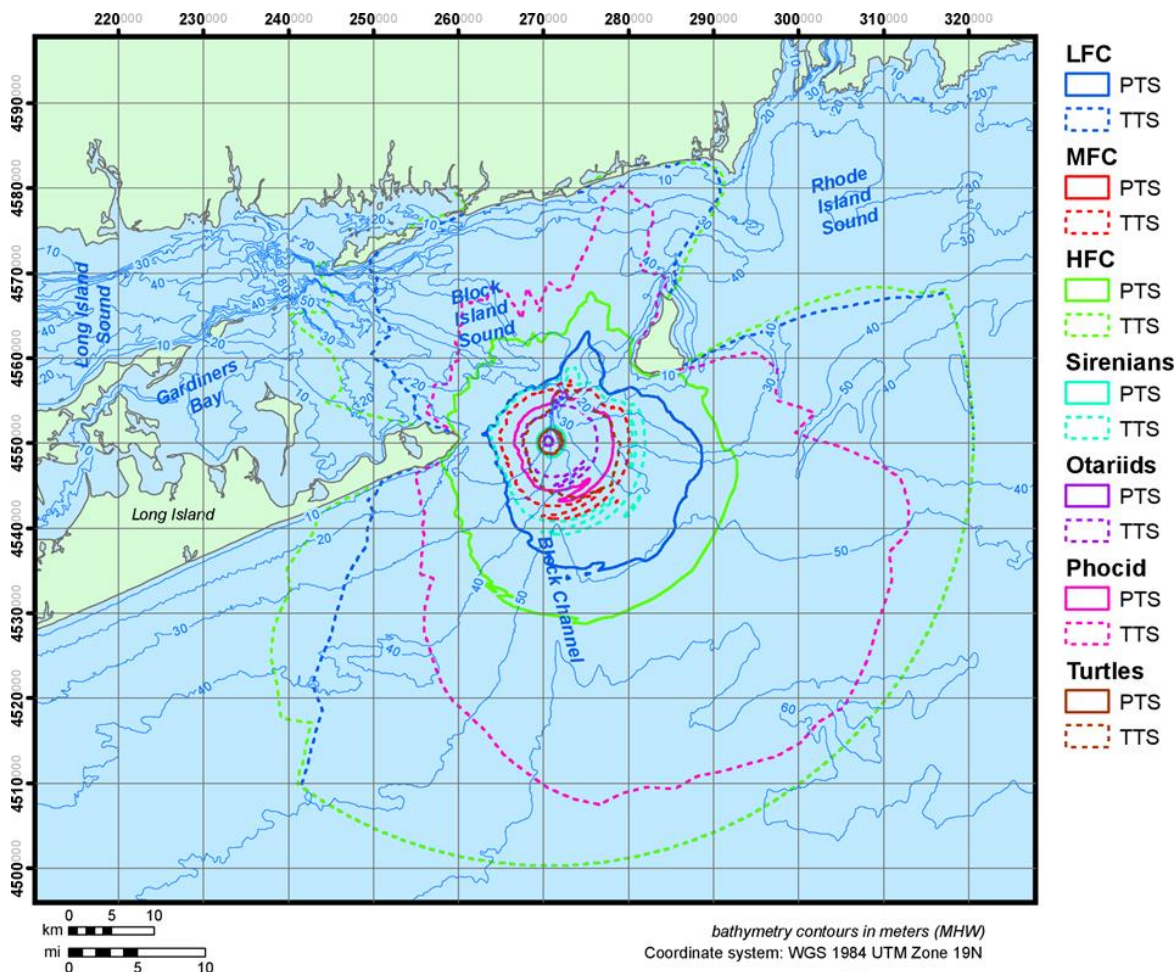 220000 230000 240000 250000 260000 270000 280000 290000 300000 310000 320000
4590000
4580000
4570000
4560000
4550000
4540000
4530000
4520000
4510000
4500000
Rhode
Island
Sound
Long Island
Sound
Block
Island
Sound
Gardiners
Bay
Long Island
Block Channel
10
20
30
40
50
60
LFC
PTS
TTS
MFC
PTS
TTS
HFC
PTS
TTS
Sirenians
PTS
TTS
Otariids
PTS
TTS
Phocid
PTS
TTS
Turtles
PTS
TTS
0 5 10
km
mi
0 5 10
bathymetry contours in meters (MHW)
Coordinate system: WGS 1984 UTM Zone 19N